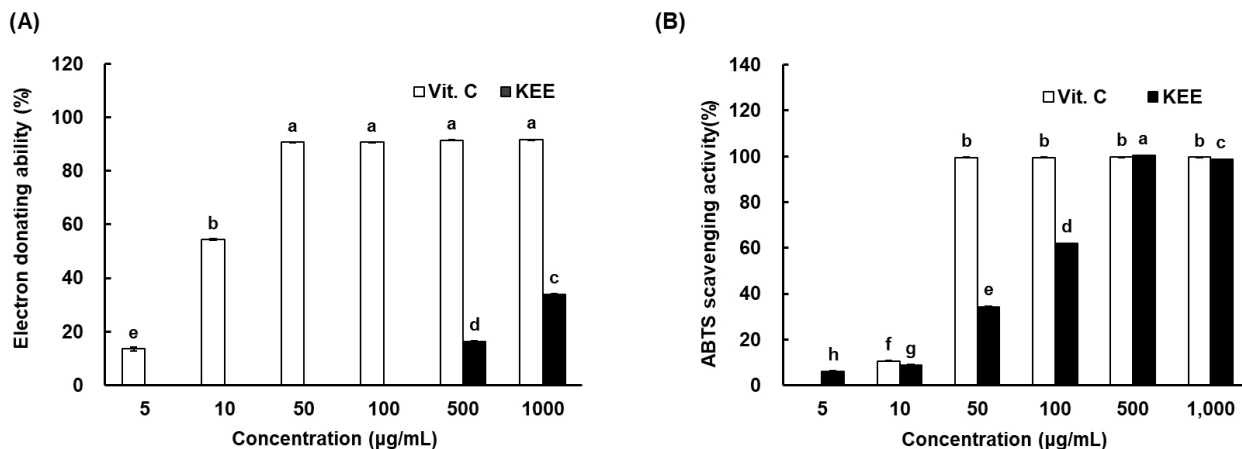 (A)
Electron donating ability (%)
120
100
80
60
40
20
0
Vit. C KEE
e
b
a
a
a
d
a
c
5 10 50 100 500 1000
Concentration (µg/mL)
(B)
ABTS scavenging activity(%)
140
120
100
80
60
40
20
0
Vit. C KEE
h
f
g
b
e
b
d
b
a
b
c
5 10 50 100 500 1,000
Concentration (µg/mL)